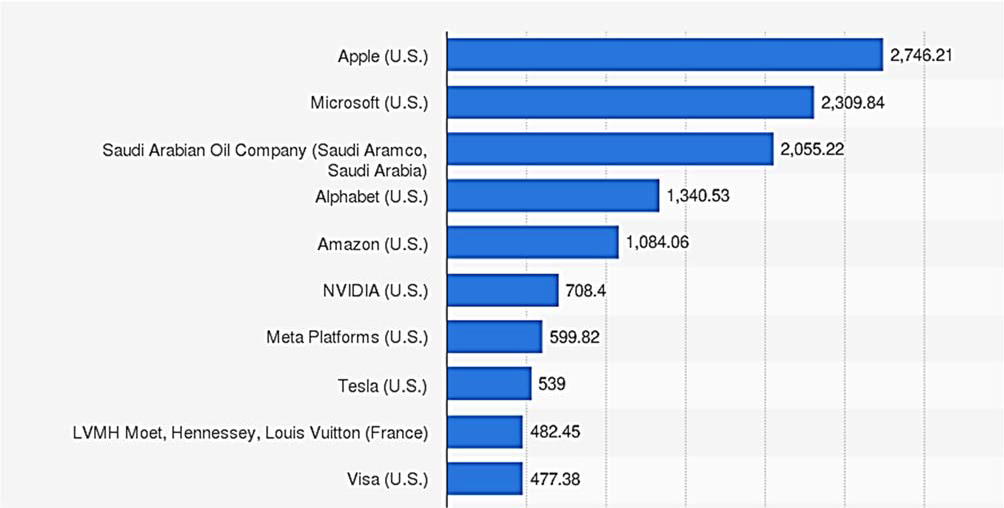 Apple (U.S.) 2,746.21
Microsoft (U.S.) 2,309.84
Saudi Arabian Oil Company (Saudi Aramco, 2,055.22
Saudi Arabia)
Alphabet (U.S.) 1,340.53
Amazon (U.S.) 1,084.06
NVIDIA (U.S.) 708.4
Meta Platforms (U.S.) 599.82
Tesla (U.S.) 539
LVMH Moet, Hennessey, Louis Vuitton (France) 482.45
Visa (U.S.) 477.38